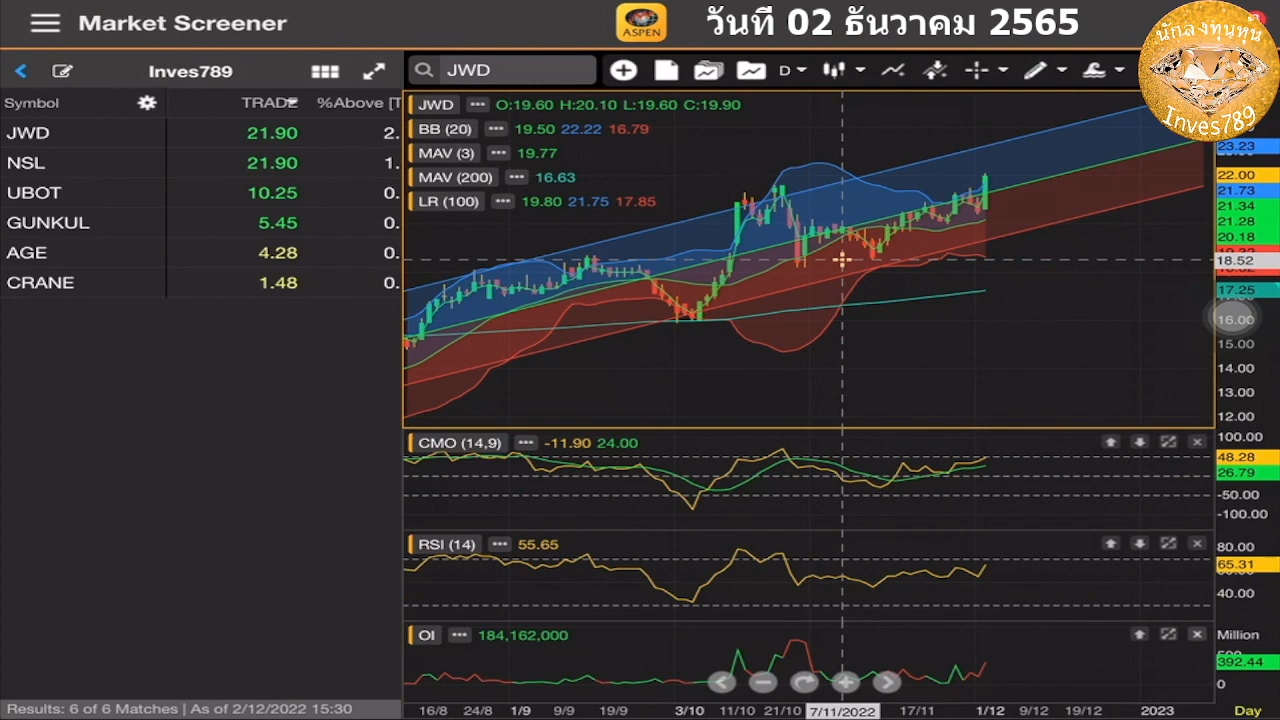 Market Screener
ASPEN
วันที่ 02 ธันวาคม 2565
นักลงทุนหุ้น
Inves789
Inves789
JWD
D
Symbol
TRADE
%Above [T
JWD 21.90 2.
NSL 21.90 1.
UBOT 10.25 0.
GUNKUL 5.45 0.
AGE 4.28 0.
CRANE 1.48 0.
JWD O:19.60 H:20.10 L:19.60 C:19.90
BB (20) 19.50 22.22 16.79
MAV (3) 19.77
MAV (200) 16.63
LR (100) 19.80 21.75 17.85
23.23
22.00
21.73
21.34
21.28
20.18
18.52
17.25
16.00
15.00
14.00
13.00
12.00
CMO (14,9) -11.90 24.00
100.00
48.28
26.79
-50.00
-100.00
RSI (14) 55.65
80.00
65.31
40.00
OI 184,162,000
Million
392.44
0
16/8 24/8 1/9 9/9 19/9 3/10 11/10 21/10 7/11/2022 17/11 1/12 9/12 19/12 2023 Day
Results: 6 of 6 Matches | As of 2/12/2022 15:30